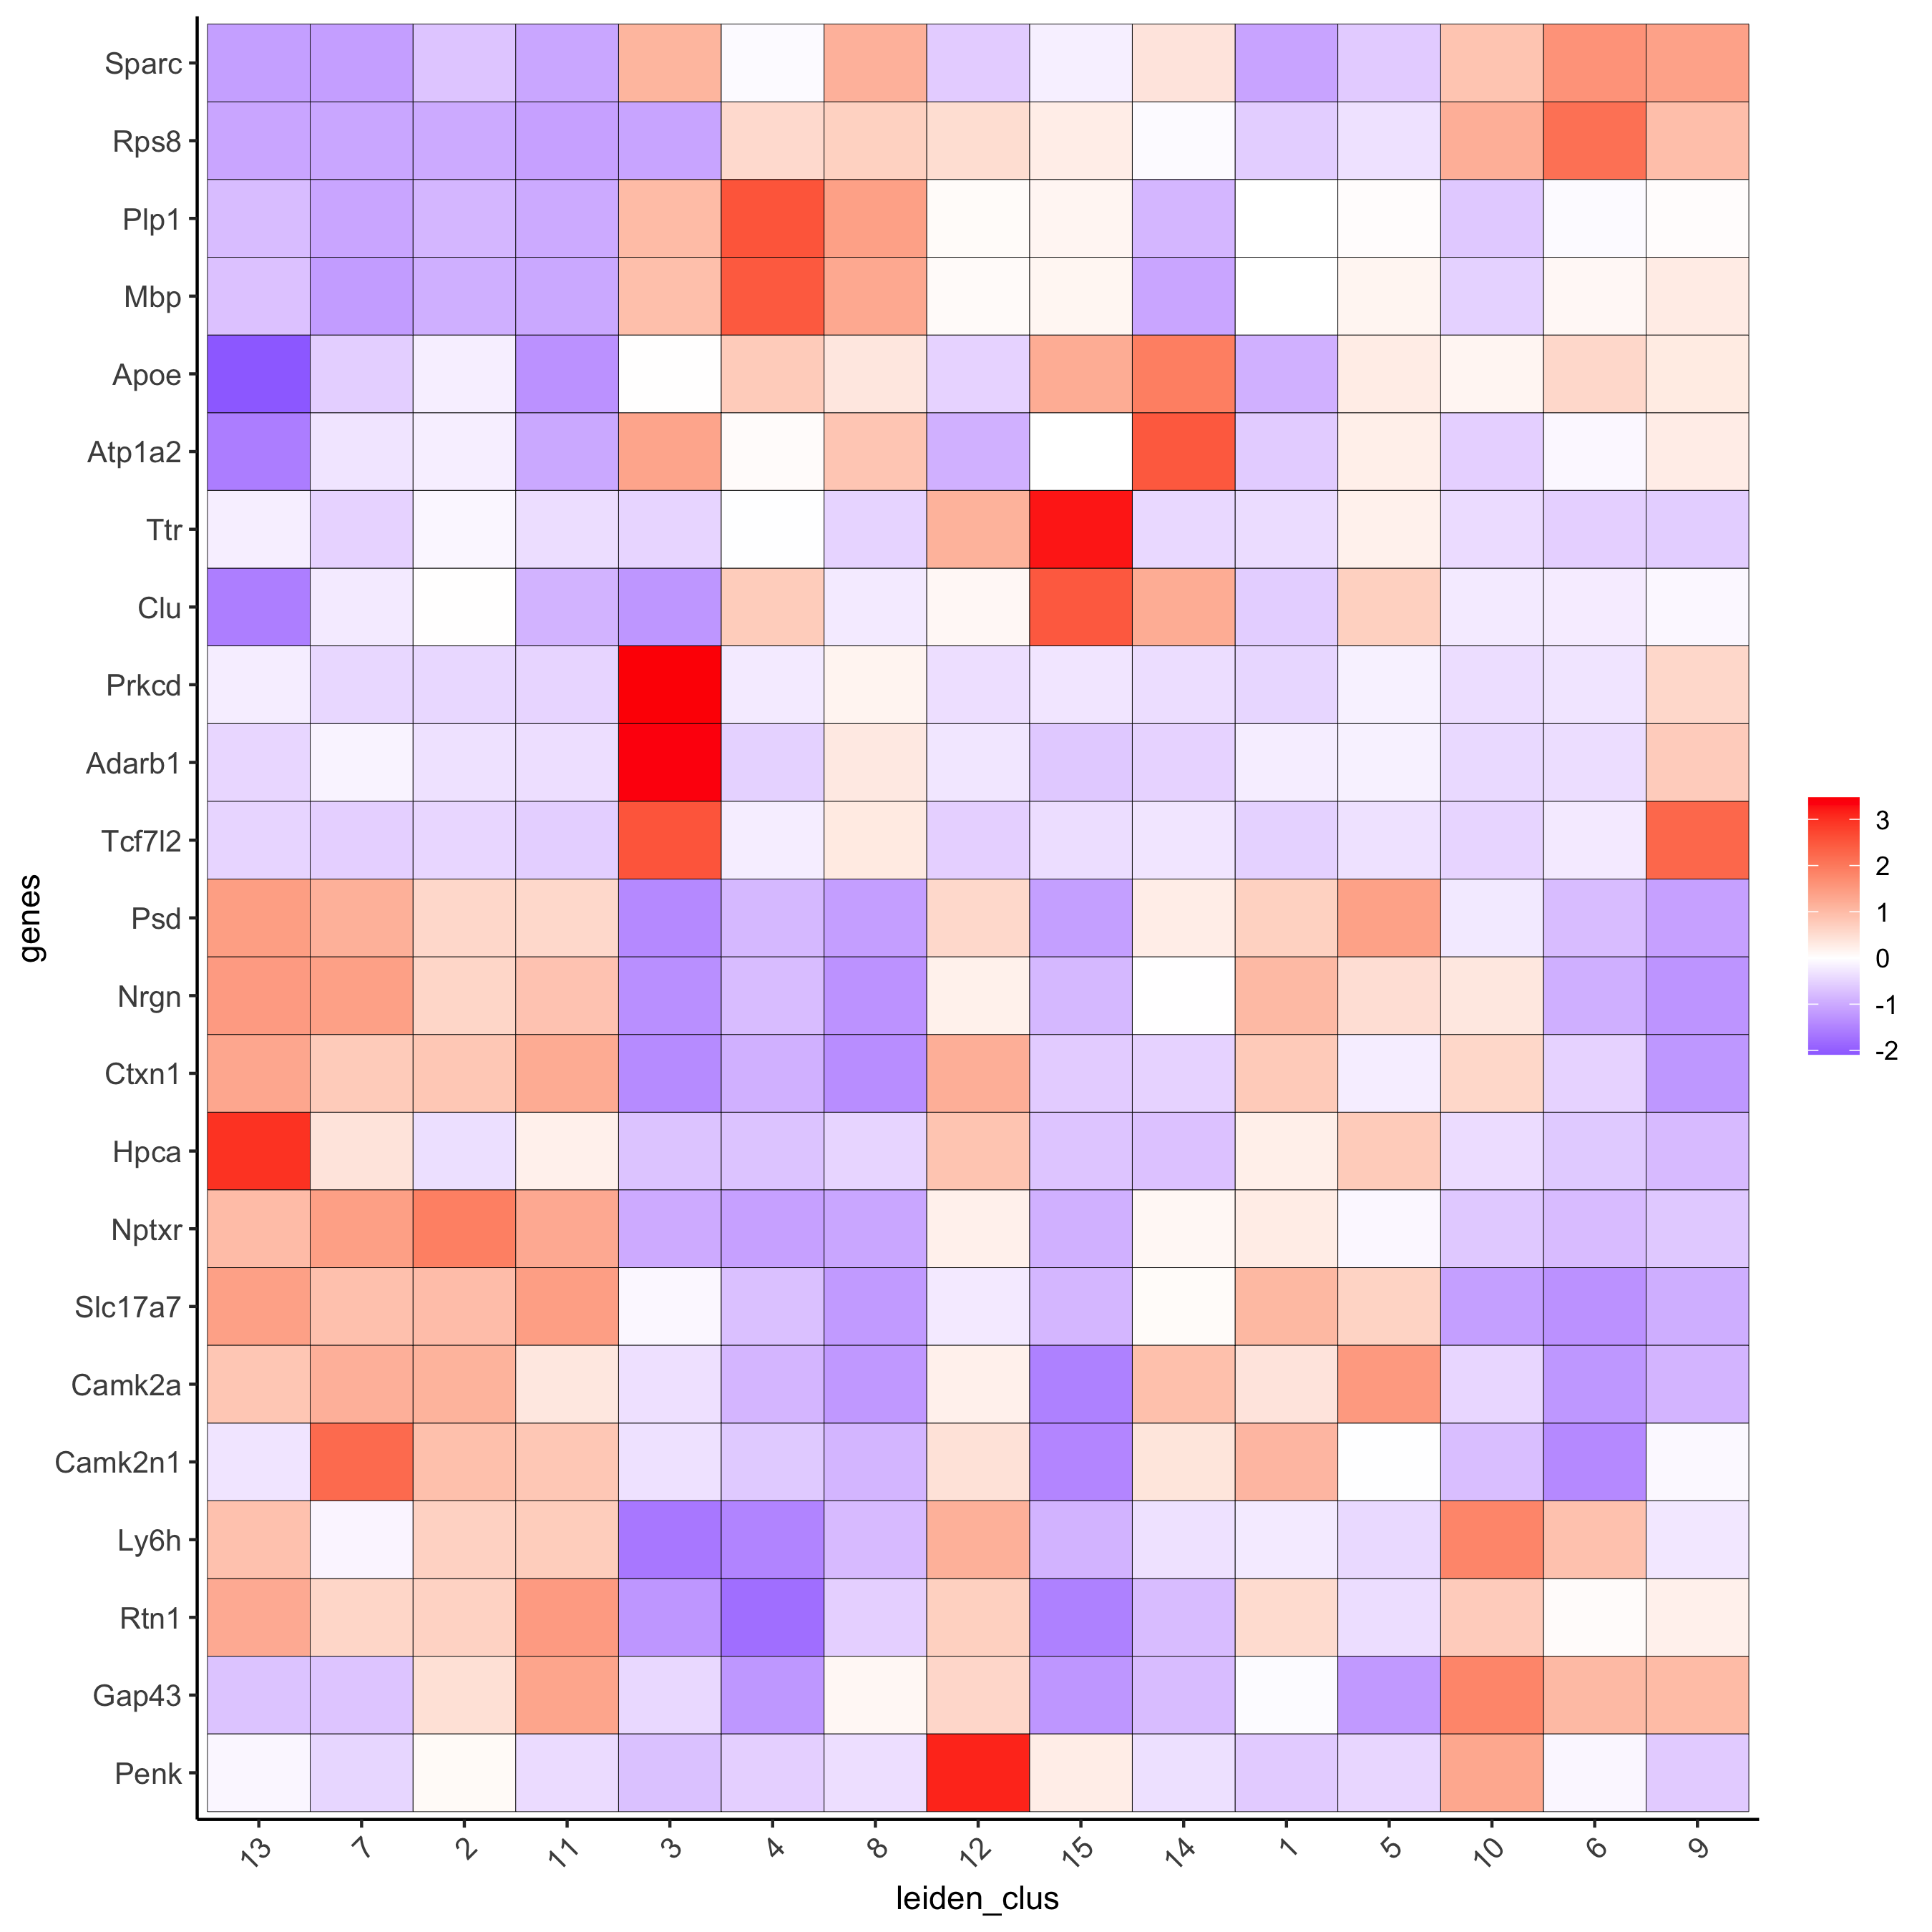 Sparc
Rps8
Plp1
Mbp
Apoe
Atp1a2
Ttr
Clu
Prkcd
Adarb1
Tcf7l2
Psd
Nrgn
Ctxn1
Hpca
Nptxr
Slc17a7
Camk2a
Camk2n1
Ly6h
Rtn1
Gap43
Penk
genes
13 7 2 11 3 4 8 12 15 14 1 5 10 6 9
leiden_clus
3
2
1
0
-1
-2